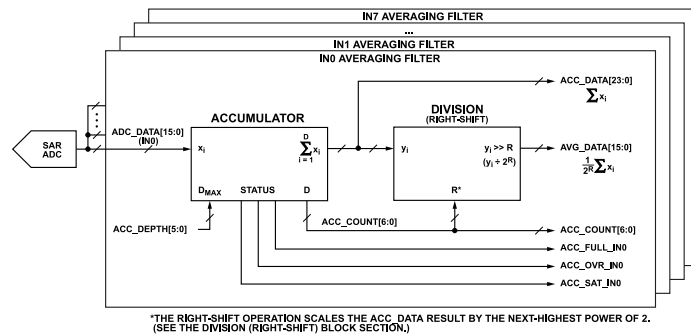 IN7 AVERAGING FILTER
...
IN1 AVERAGING FILTER
IN0 AVERAGING FILTER
ACC_DATA[23:0]
∑ xi
ACCUMULATOR
DIVISION
(RIGHT-SHIFT)
SAR
ADC
ADC_DATA[15:0]
(IN0)
xi
D
∑ xi
i = 1
yi
yi >> R
(yi ÷ 2R)
AVG_DATA[15:0]
1/2R ∑ xi
DMAX
STATUS
D
R*
ACC_DEPTH[5:0]
ACC_COUNT[6:0]
ACC_COUNT[6:0]
ACC_FULL_IN0
ACC_OVR_IN0
ACC_SAT_IN0
*THE RIGHT-SHIFT OPERATION SCALES THE ACC_DATA RESULT BY THE NEXT-HIGHEST POWER OF 2.
(SEE THE DIVISION (RIGHT-SHIFT) BLOCK SECTION.)